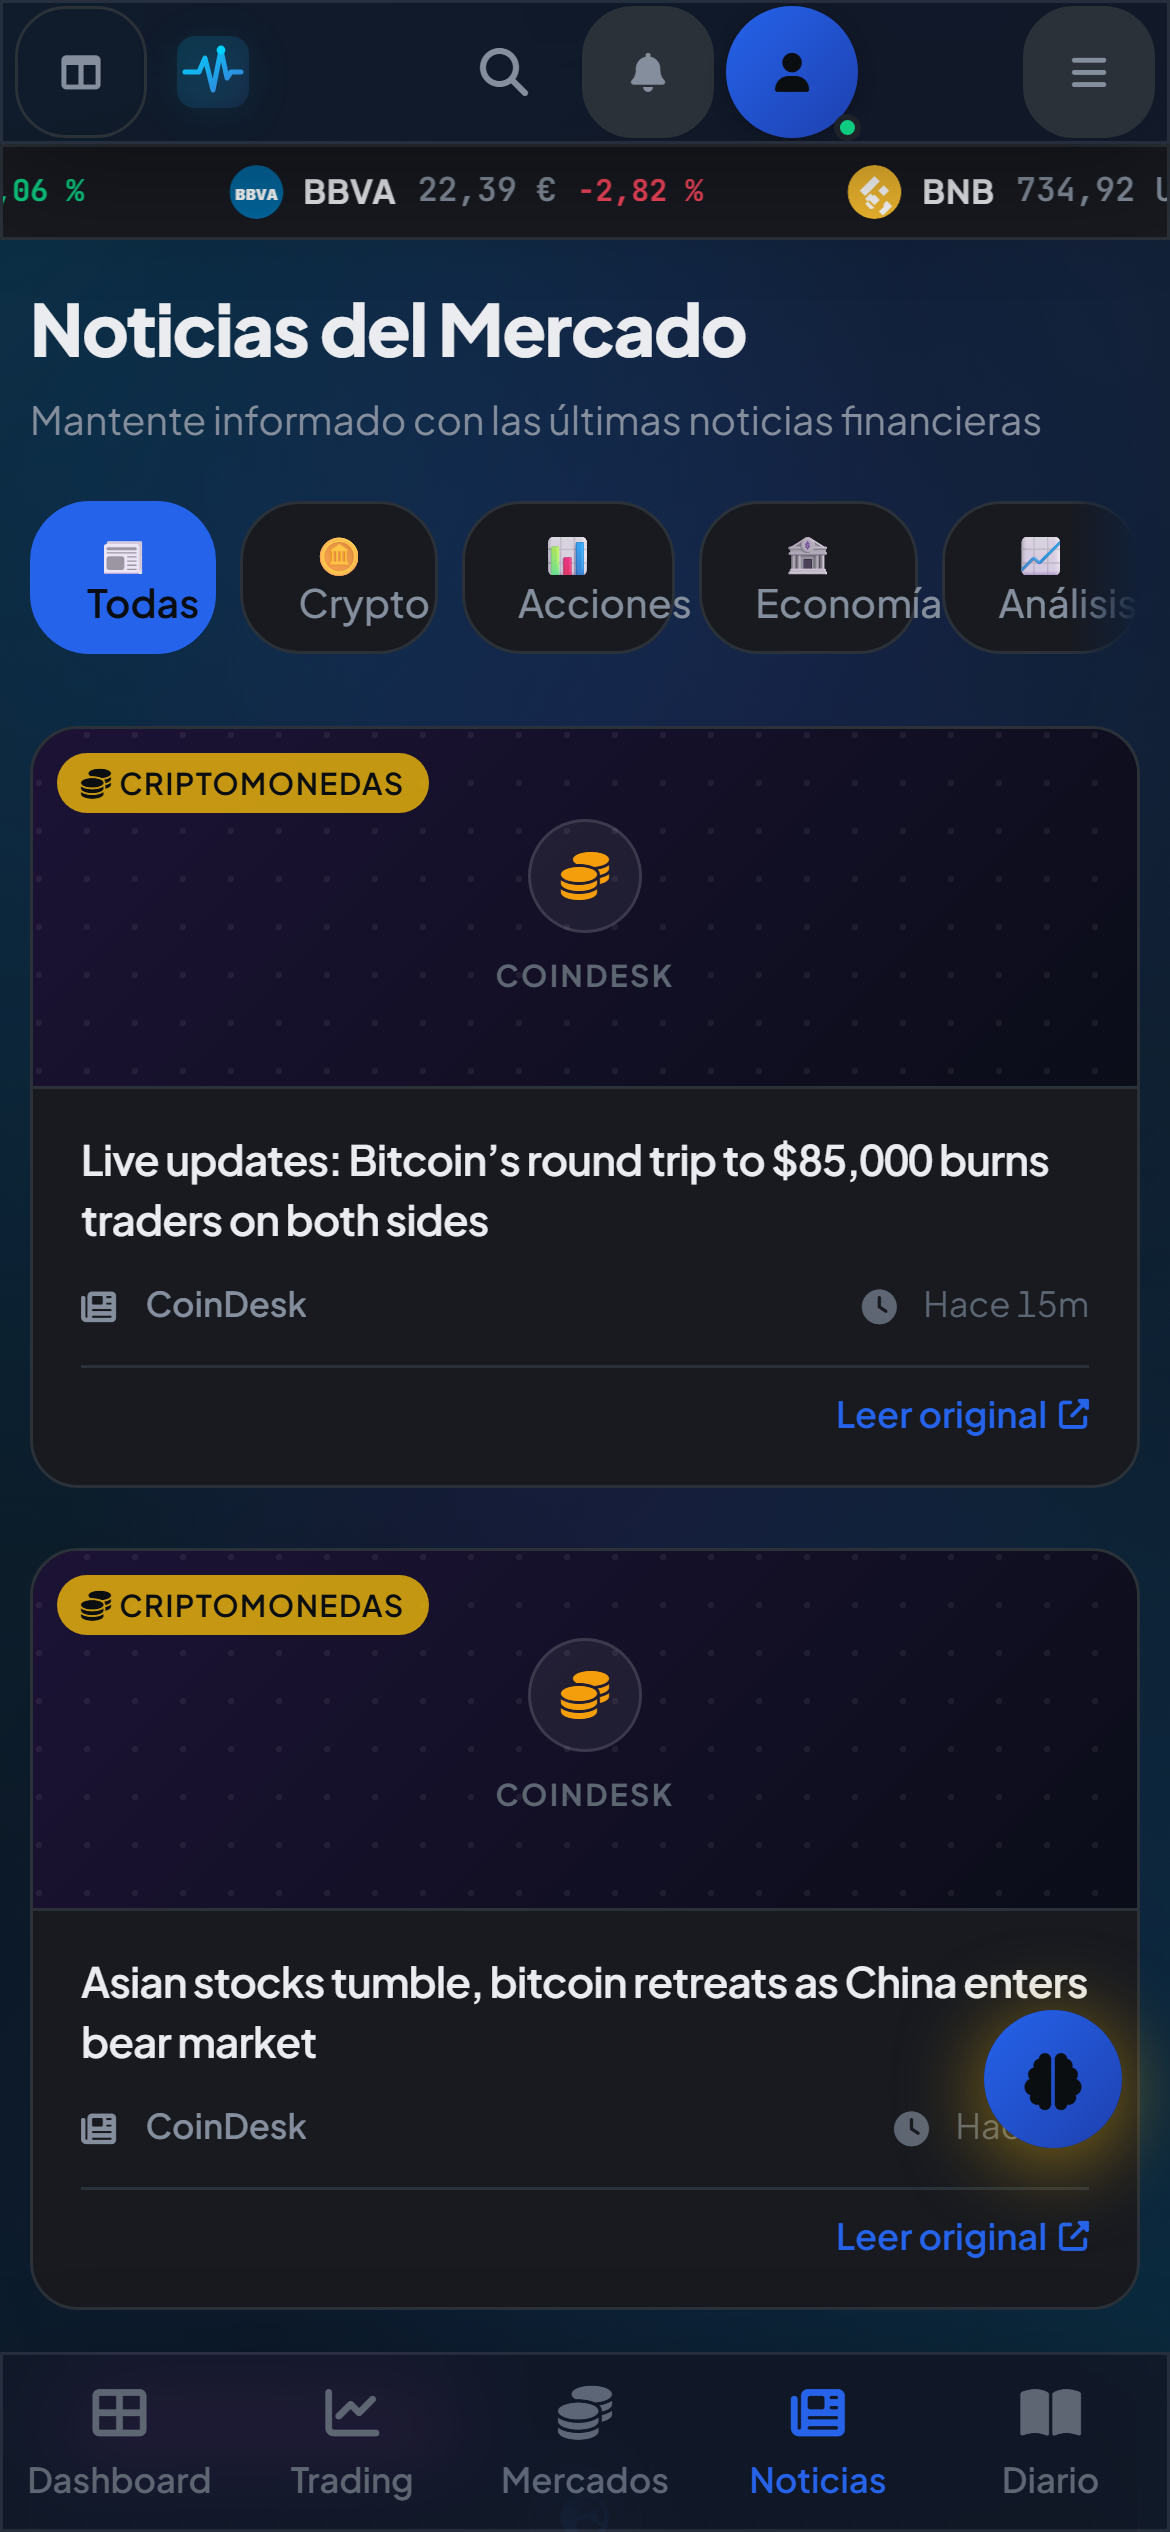 ,06 %
BBVA BBVA 22,39 € -2,82 %
BNB 734,92
Noticias del Mercado
Mantente informado con las últimas noticias financieras
Todas
Crypto
Acciones
Economía
Análisis
CRIPTOMONEDAS
COINDESK
Live updates: Bitcoin’s round trip to $85,000 burns
traders on both sides
CoinDesk
Hace 15m
Leer original
CRIPTOMONEDAS
COINDESK
Asian stocks tumble, bitcoin retreats as China enters
bear market
CoinDesk
Leer original
Dashboard
Trading
Mercados
Noticias
Diario